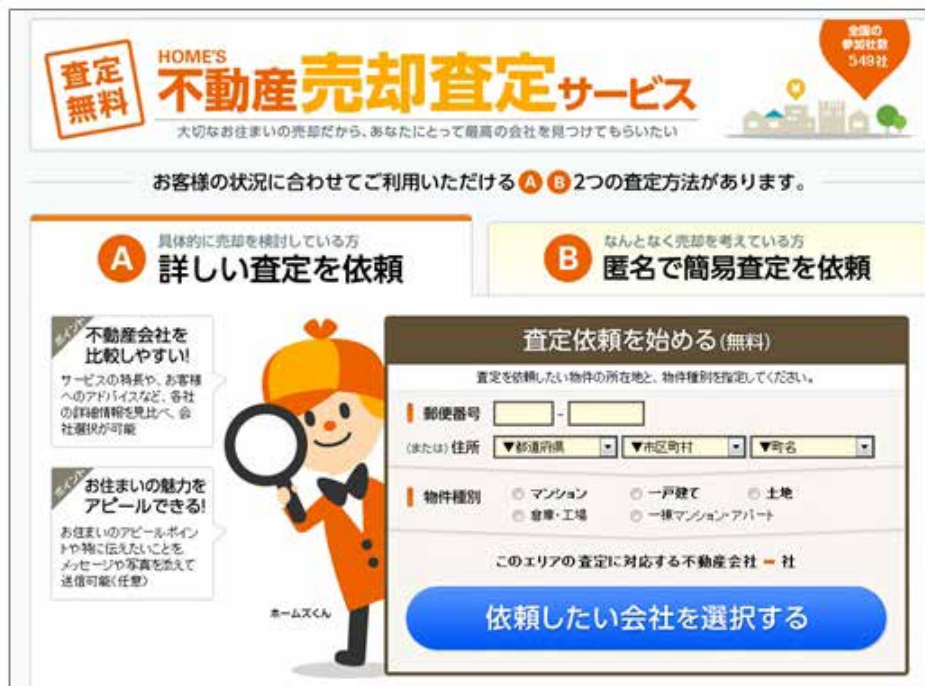 査定
無料
HOME'S
不動産売却査定サービス
大切なお住まいの売却だから、あなたにとって最高の会社を見つけてもらいたい
全国の
参加社数
549社
お客様の状況に合わせてご利用いただけるA B 2つの査定方法があります。
A
具体的に売却を検討している方
詳しい査定を依頼
B
なんとなく売却を考えている方
匿名で簡易査定を依頼
ポイント
不動産会社を
比較しやすい!
サービスの特長や、お客様
へのアドバイスなど、各社
の詳細情報を見比べ、会
社選択が可能
ポイント
お住まいの魅力を
アピールできる!
お住まいのアピールポイン
トや特に伝えたいことを
メッセージや写真を添えて
送信可能(任意)
ホームズくん
査定依頼を始める(無料)
査定を依頼したい物件の所在地と、物件種別を指定してください。
郵便番号 -
(または)住所 ▼都道府県 ▼市区町村 ▼町名
物件種別 マンション 一戸建て 土地
倉庫・工場 一棟マンション・アパート
このエリアの査定に対応する不動産会社 - 社
依頼したい会社を選択する